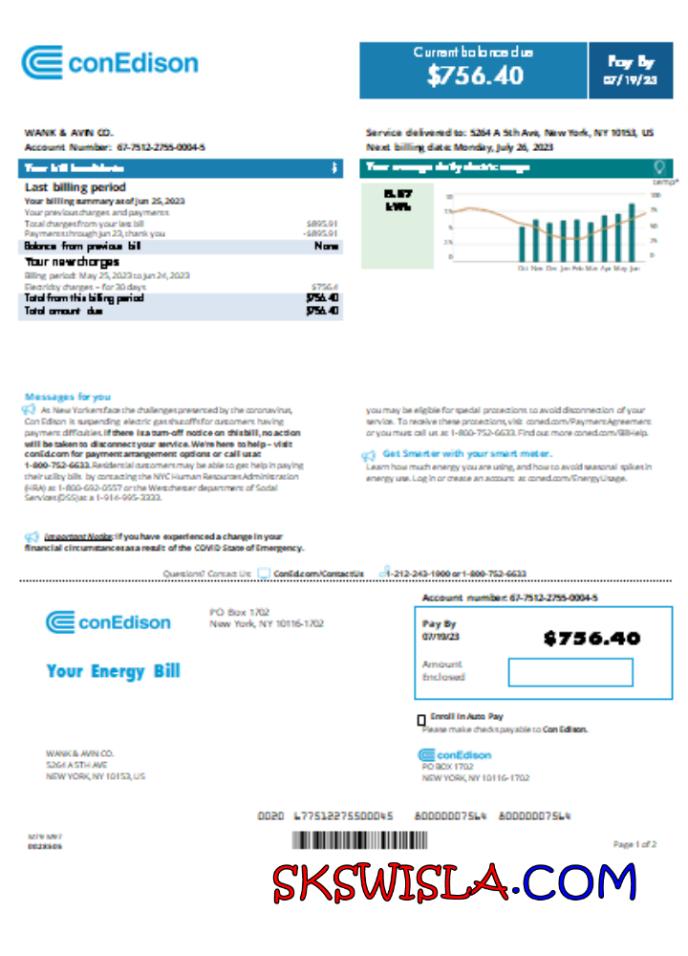 conEdison
Current balance due
$756.40
Pay By
07/19/23
WANK & AVIN CO.
Account Number: 67-7512-2755-0004-5
Service delivered to: 5264 A 5th Ave, New York, NY 10153, US
Next billing date: Monday, July 26, 2023
Your average daily electric usage
Last billing period
Your billing summary as of Jun 25, 2023
Your previous charges and payments
Total charges from your last bill $895.91
Payments through Jun 23, thank you -$895.91
Balance from previous bill None
Your new charges
Billing period: May 25, 2023 to Jun 24, 2023
Electricity charges – for 30 days $756.4
Total from this billing period $756.40
Total amount due $756.40
kWh
temp°
10 100
7.5 75
5 50
2.5 25
0 0
Oct Nov Dec Jan Feb Mar Apr May Jun
Messages for you
As New Yorkers face the challenges presented by the coronavirus,
Con Edison is suspending electric gas shutoffs for customers having
payment difficulties. If there is a turn-off notice on this bill, no action
will be taken to disconnect your service. We're here to help – visit
conEd.com for payment arrangement options or call us at
1-800-752-6633. Residential customers may be able to get help in paying
their utility bills by contacting the NYC Human Resources Administration
(HRA) at 1-800-692-0557 or the Westchester department of Social
Services(DSS)at a 1-914-995-3333.
you may be eligible for special protections to avoid disconnection of your
service. To receive these protections, visit coned.com/PaymentAgreement
or you must call us at 1-800-752-6633. Find out more coned.com/BillHelp.
Get Smarter with your smart meter.
Learn how much energy you are using, and how to avoid seasonal spikes in
energy use. Log in or create an account at coned.com/EnergyUsage.
Important Notice: If you have experienced a change in your
financial circumstances as a result of the COVID State of Emergency.
Questions? Contact Us: ConEd.com/ContactUs 1-212-243-1900 or 1-800-752-6633
Account number: 67-7512-2755-0004-5
conEdison
PO Box 1702
New York, NY 10116-1702
Pay By
07/19/23
$756.40
Amount
Enclosed
Your Energy Bill
Enroll in Auto Pay
Please make checks payable to Con Edison.
WANK & AVIN CO.
5264 A 5TH AVE
NEW YORK, NY 10153, US
conEdison
PO BOX 1702
NEW YORK, NY 10116-1702
0020 677512275500045 80000007564 80000007564
Page 1 of 2
SKSWISLA.COM